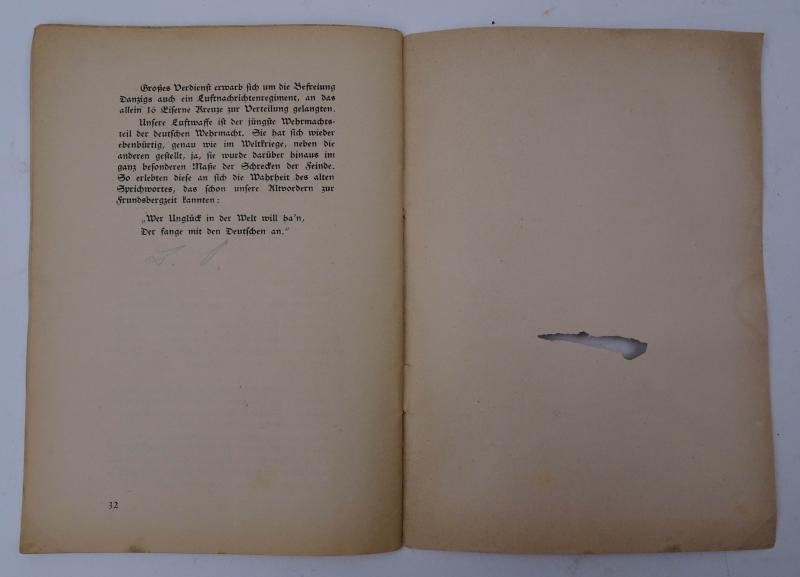 Großes Verdienst erwarb sich um die Befreiung
Danzigs auch ein Luftnachrichtenregiment, an das
allein 16 Eiserne Kreuze zur Verteilung gelangten.
Unsere Luftwaffe ist der jüngste Wehrmachts-
teil der deutschen Wehrmacht. Sie hat sich wieder
ebenbürtig, genau wie im Weltkriege, neben die
anderen gestellt, ja, sie wurde darüber hinaus im
ganz besonderen Maße der Schrecken der Feinde.
So erlebten diese an sich die Wahrheit des alten
Sprichwortes, das schon unsere Altvordern zur
Frundsbergzeit kannten:
„Wer Unglück in der Welt will ha'n,
Der fange mit den Deutschen an.“
32